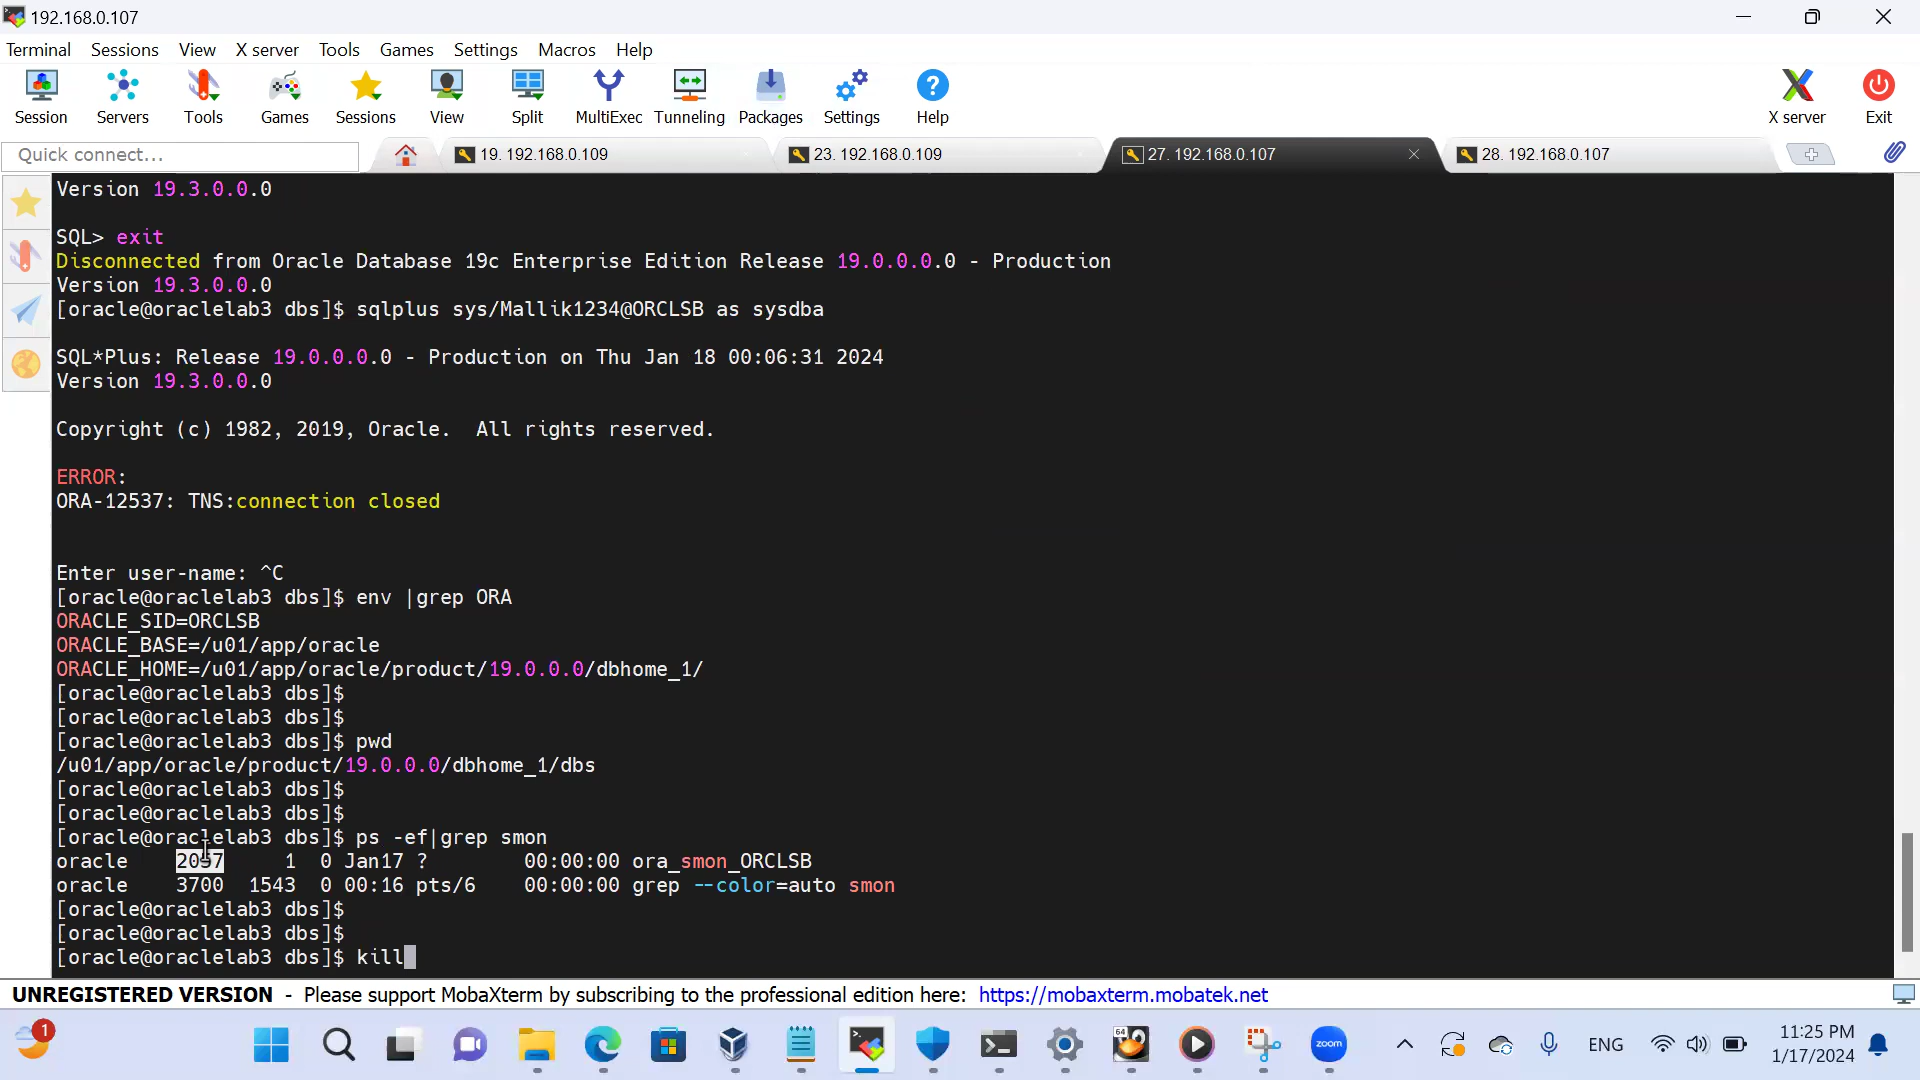 192.168.0.107
Terminal Sessions View X server Tools Games Settings Macros Help
Session Servers Tools Games Sessions View Split MultiExec Tunneling Packages Settings Help X server Exit
Quick connect... 19. 192.168.0.109 23. 192.168.0.109 27. 192.168.0.107 28. 192.168.0.107
Version 19.3.0.0.0
SQL> exit
Disconnected from Oracle Database 19c Enterprise Edition Release 19.0.0.0.0 - Production
Version 19.3.0.0.0
[oracle@oraclelab3 dbs]$ sqlplus sys/Mallik1234@ORCLSB as sysdba
SQL*Plus: Release 19.0.0.0.0 - Production on Thu Jan 18 00:06:31 2024
Version 19.3.0.0.0
Copyright (c) 1982, 2019, Oracle.  All rights reserved.
ERROR:
ORA-12537: TNS:connection closed
Enter user-name: ^C
[oracle@oraclelab3 dbs]$ env |grep ORA
ORACLE_SID=ORCLSB
ORACLE_BASE=/u01/app/oracle
ORACLE_HOME=/u01/app/oracle/product/19.0.0.0/dbhome_1/
[oracle@oraclelab3 dbs]$
[oracle@oraclelab3 dbs]$
[oracle@oraclelab3 dbs]$ pwd
/u01/app/oracle/product/19.0.0.0/dbhome_1/dbs
[oracle@oraclelab3 dbs]$
[oracle@oraclelab3 dbs]$
[oracle@oraclelab3 dbs]$ ps -ef|grep smon
oracle 1 0 Jan17 ? 00:00:00 ora_smon_ORCLSB
oracle 3700 1543 0 00:16 pts/6 00:00:00 grep --color=auto smon
[oracle@oraclelab3 dbs]$
[oracle@oraclelab3 dbs]$
[oracle@oraclelab3 dbs]$ kill
UNREGISTERED VERSION - Please support MobaXterm by subscribing to the professional edition here: https://mobaxterm.mobatek.net
1 64 zoom ENG 11:25 PM
1/17/2024